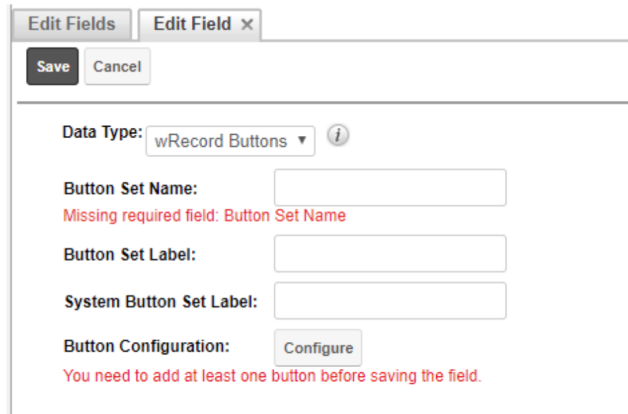 Edit Fields
Edit Field ×
Save
Cancel
Data Type:
wRecord Buttons ▼
i
Button Set Name:
Missing required field: Button Set Name
Button Set Label:
System Button Set Label:
Button Configuration:
Configure
You need to add at least one button before saving the field.